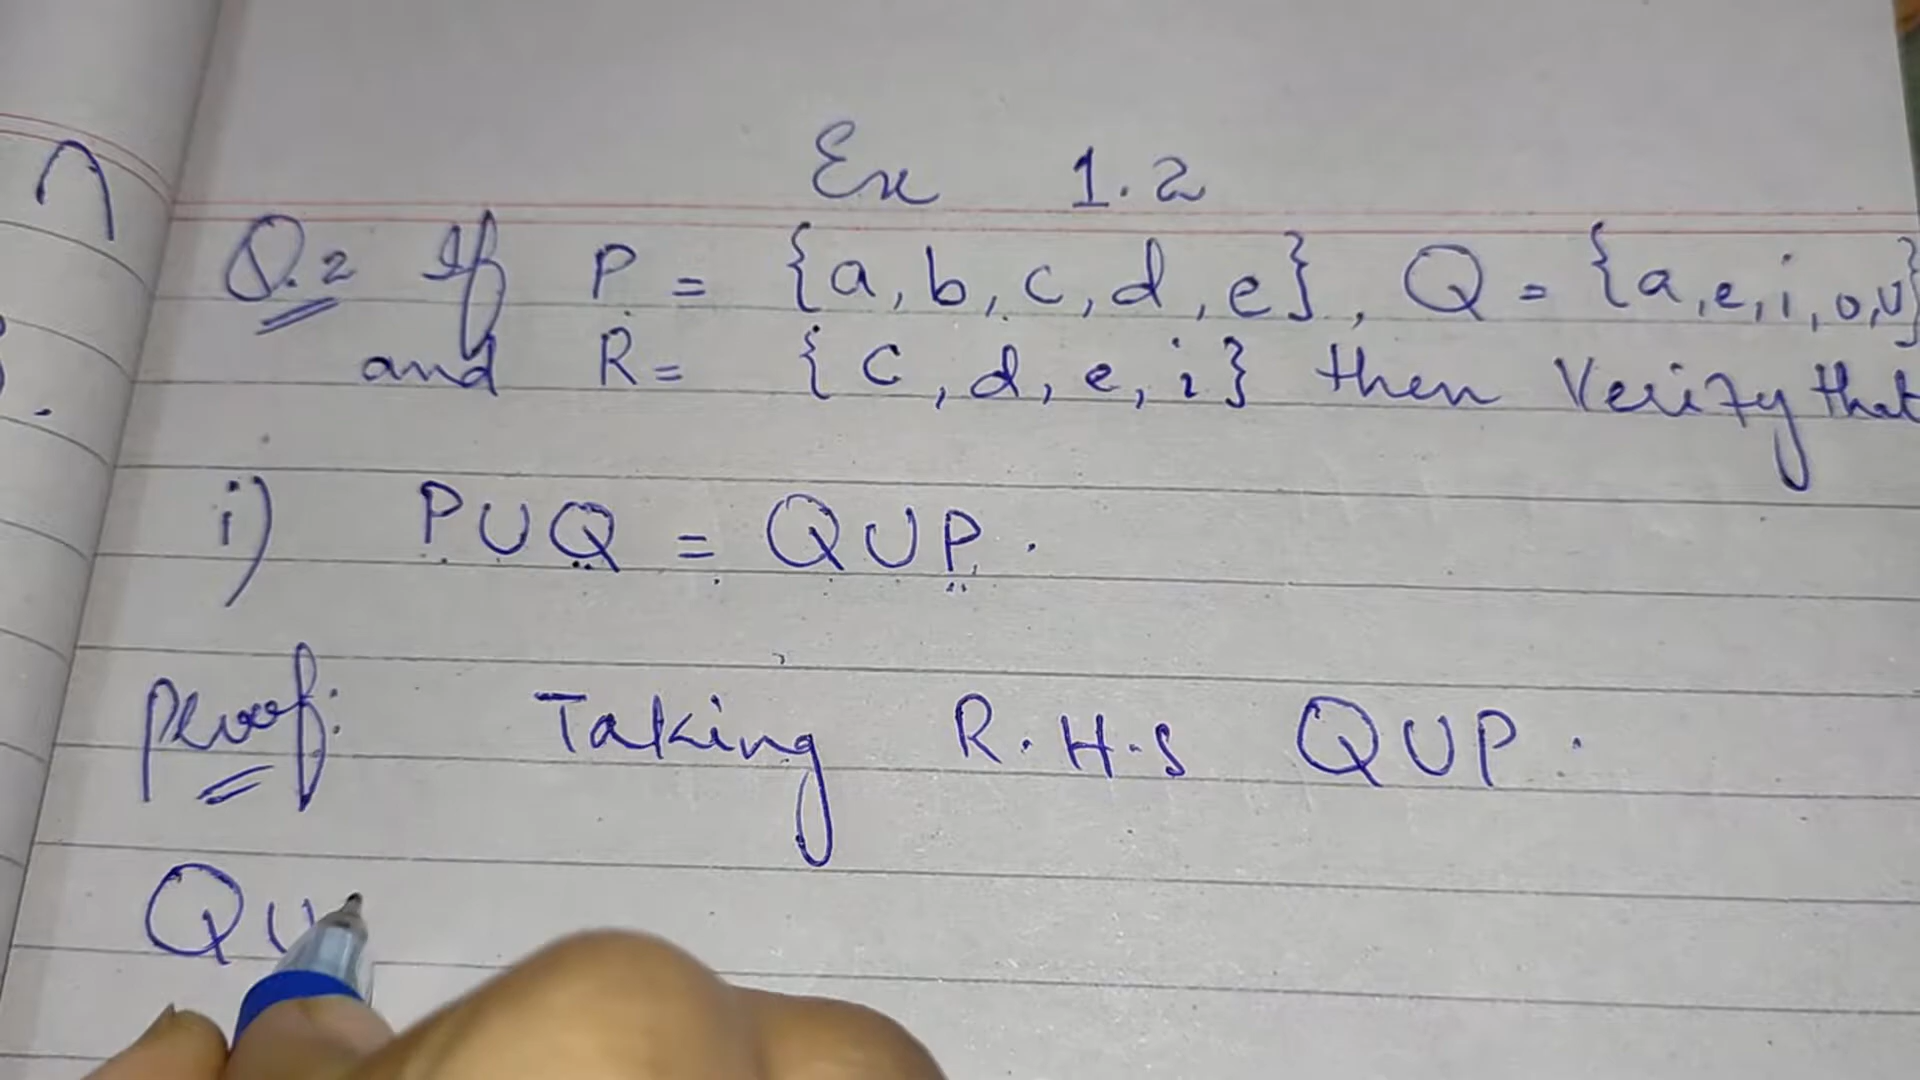 Ex 1.2
Q.2 If P = {a, b, c, d, e}, Q = {a, e, i, o, u}
and R = {c, d, e, i} then Verify that
i) P∪Q = Q∪P.
Proof: Taking R.H.S Q∪P.
Q∪